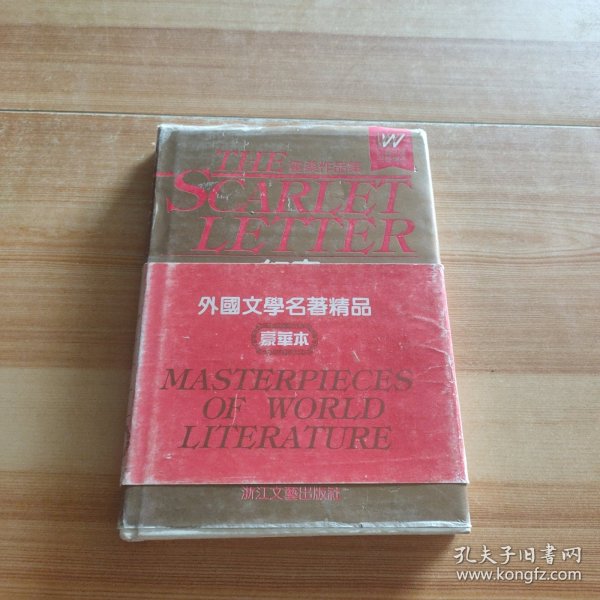 W
THE
SCARLET
LETTER
外國文學名著精品
豪華本
MASTERPIECES
OF WORLD
LITERATURE
浙江文藝出版社
孔夫子旧书网
www.kongfz.com